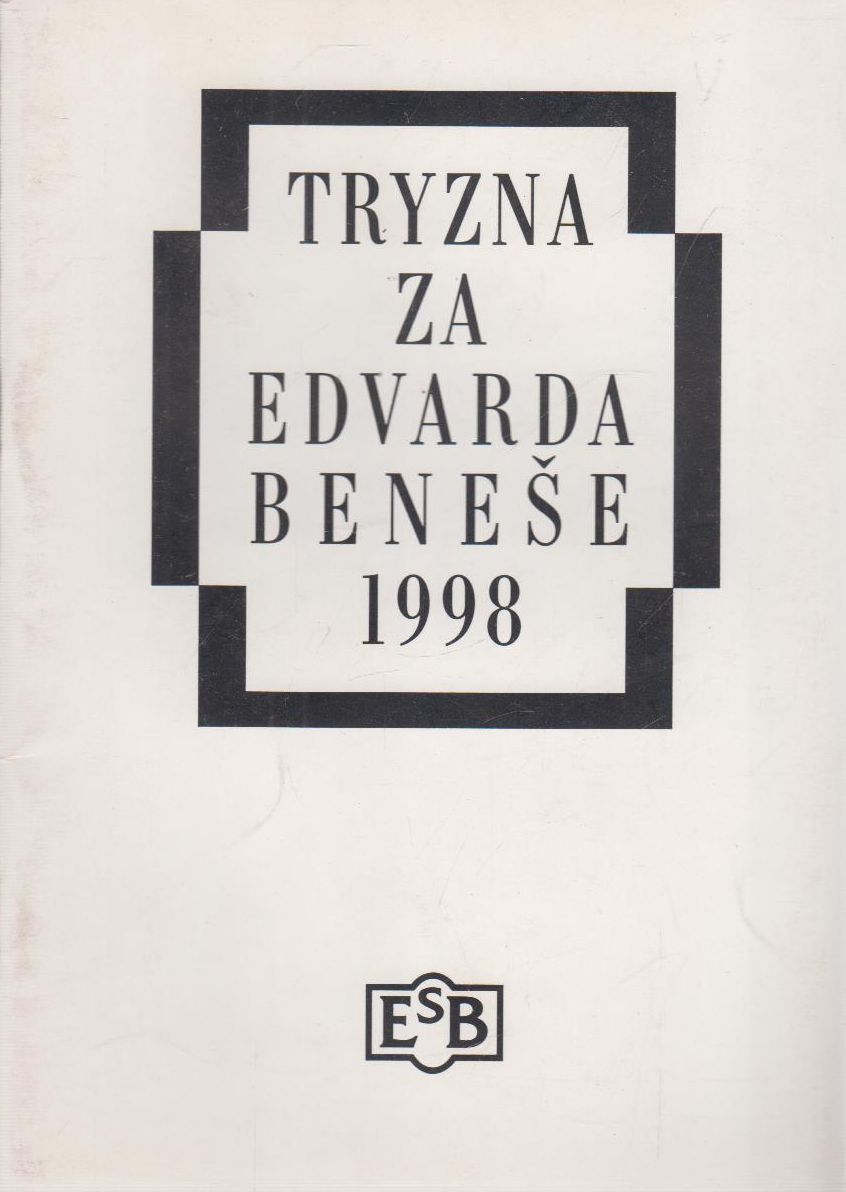 TRYZNA
ZA
EDVARDA
BENEŠE
1998
ESB